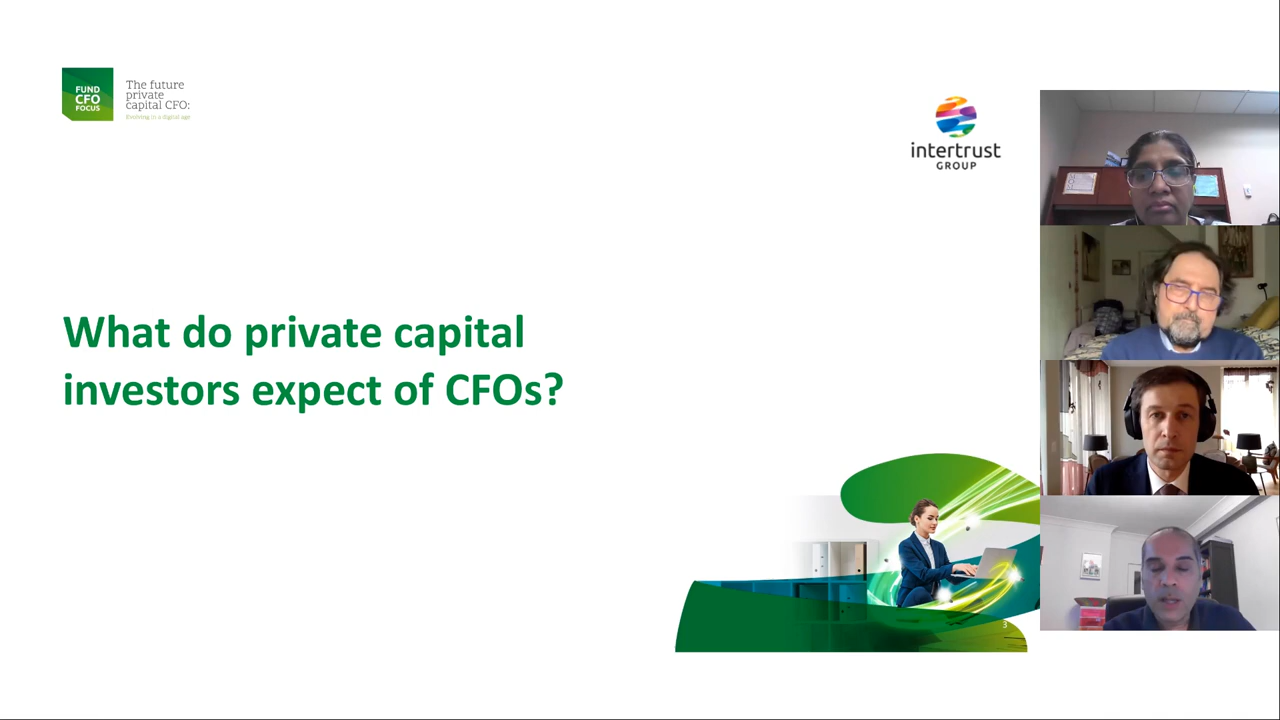 FUND
CFO
FOCUS
The future
private
capital CFO:
Evolving in a digital age
intertrust
GROUP
What do private capital
investors expect of CFOs?
3